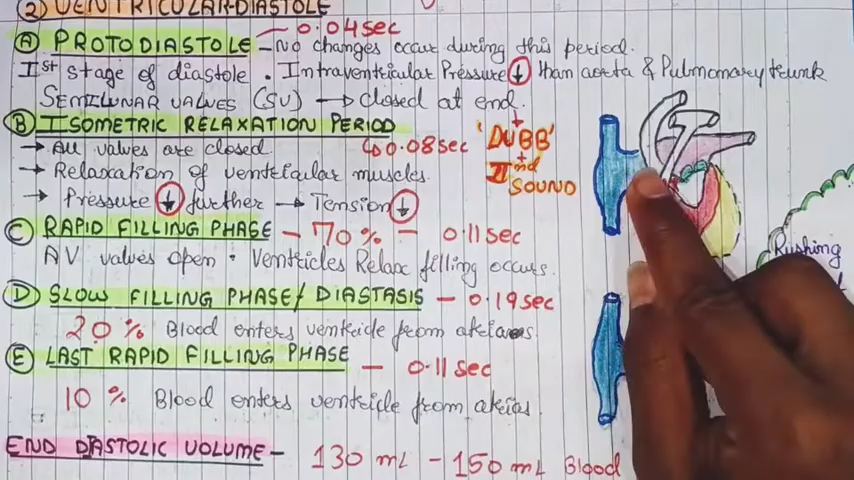 ② VENTRICULAR-DIASTOLE
Ⓐ PROTODIASTOLE — 0.04sec
— No changes occur during this period.
Ist stage of diastole . Intraventricular Pressure ↓ than aorta & Pulmonary trunk
SEMILUNAR VALVES (SV) → closed at end.
Ⓑ ISOMETRIC RELAXATION PERIOD
→ All valves are closed. ↳ 0.08sec
'DUBB'
+
IInd
SOUND
→ Relaxation of ventricular muscles.
→ Pressure ↓ further → Tension ↓
Ⓒ RAPID FILLING PHASE — 70 % — 0.11sec
AV valves open • Ventricles Relax filling occurs.
Ⓓ SLOW FILLING PHASE/ DIASTASIS — 0.19sec
20 % Blood enters ventricle from
Ⓔ LAST RAPID FILLING PHASE — 0.11sec
10 % Blood enters ventricle from atrias
END DIASTOLIC VOLUME — 130 mL - 150 mL Blood
Rushing